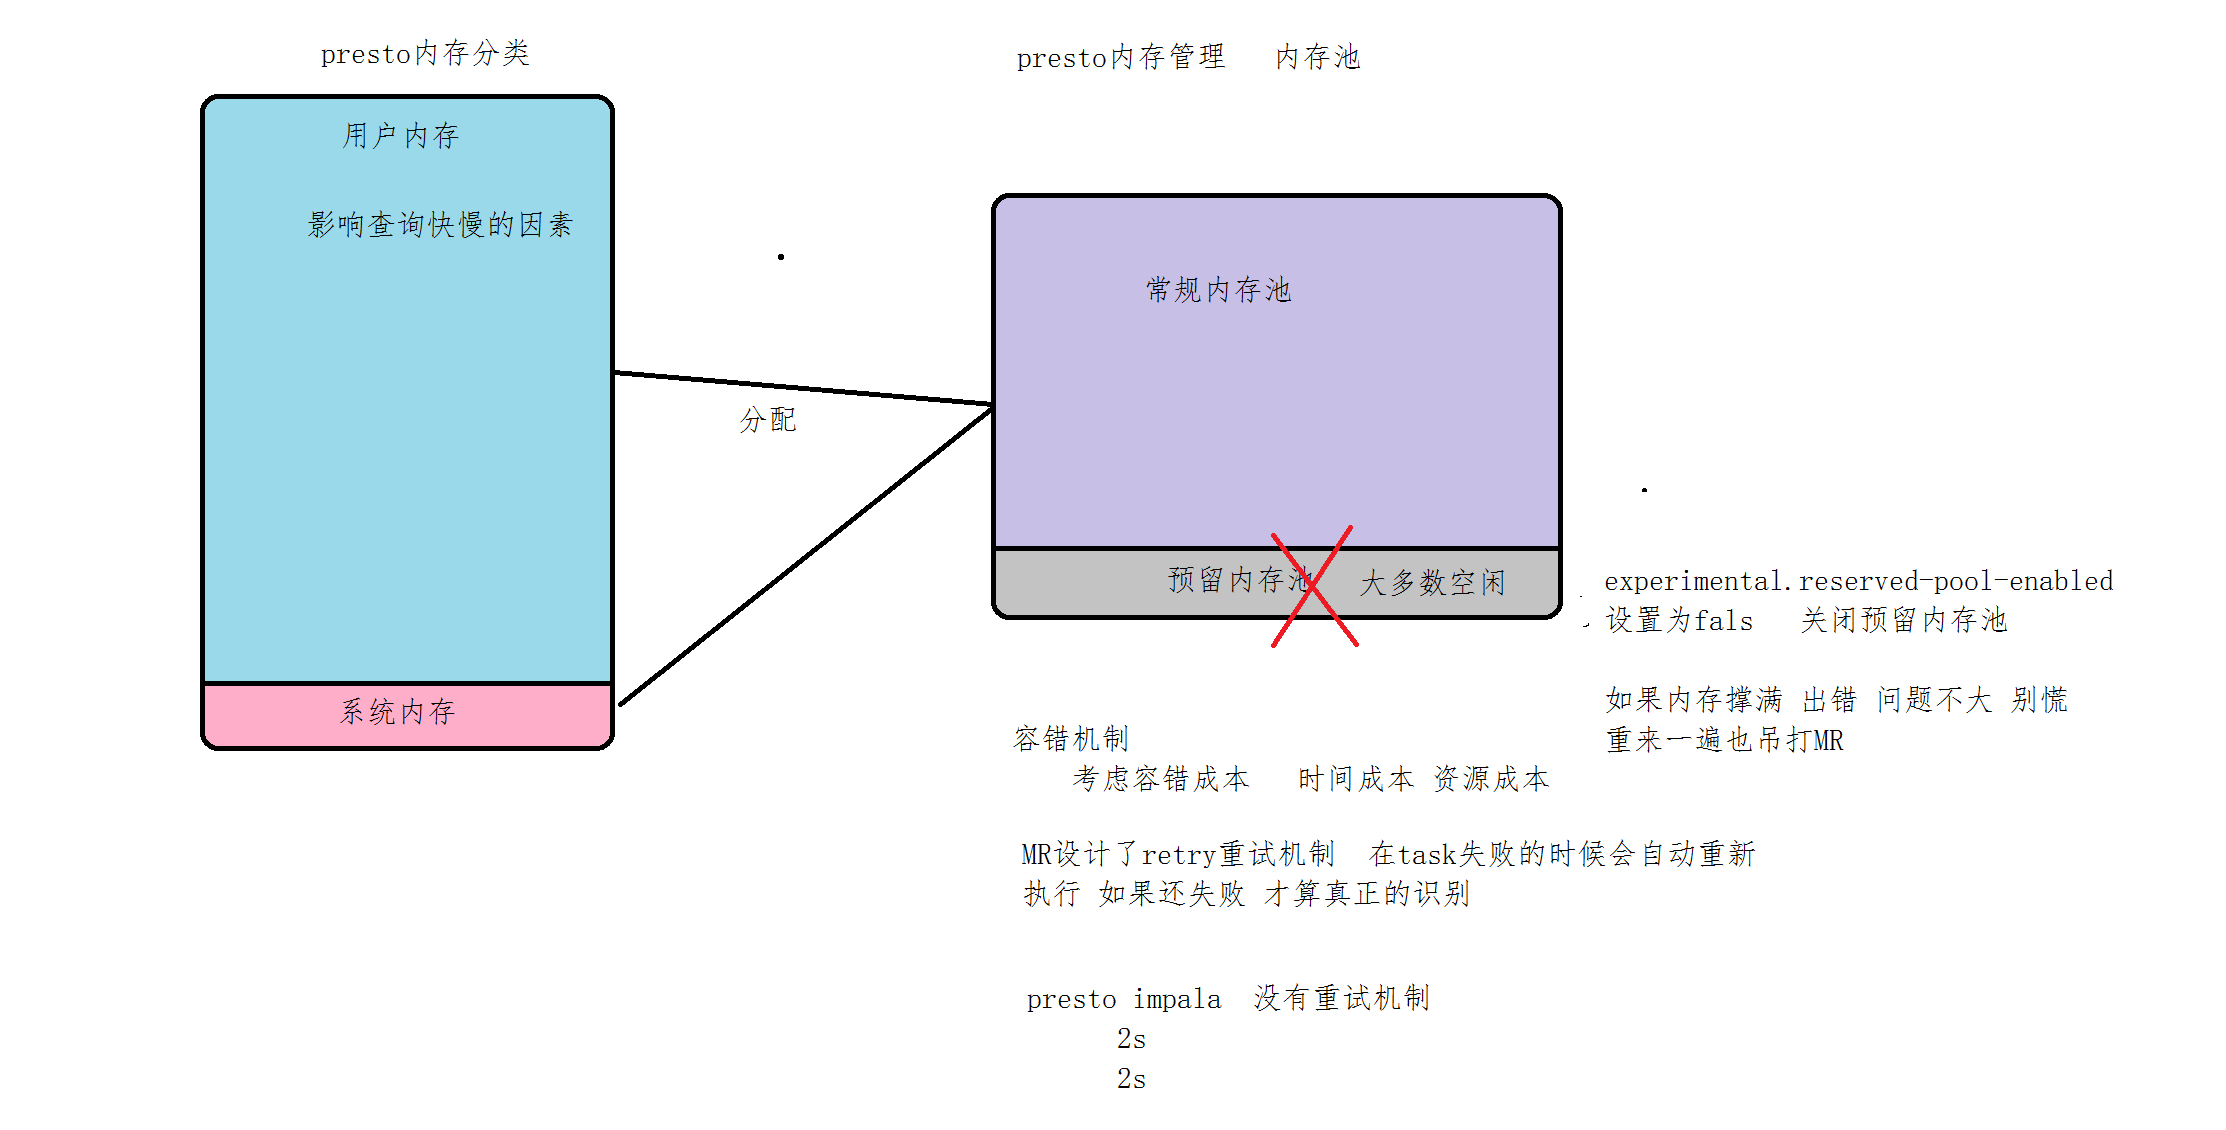 presto内存分类
用户内存
影响查询快慢的因素
系统内存
分配
presto内存管理 内存池
常规内存池
预留内存池 大多数空闲
experimental.reserved-pool-enabled
设置为fals 关闭预留内存池
如果内存撑满 出错 问题不大 别慌
重来一遍也吊打MR
容错机制
考虑容错成本 时间成本 资源成本
MR设计了retry重试机制 在task失败的时候会自动重新
执行 如果还失败 才算真正的识别
presto impala 没有重试机制
2s
2s